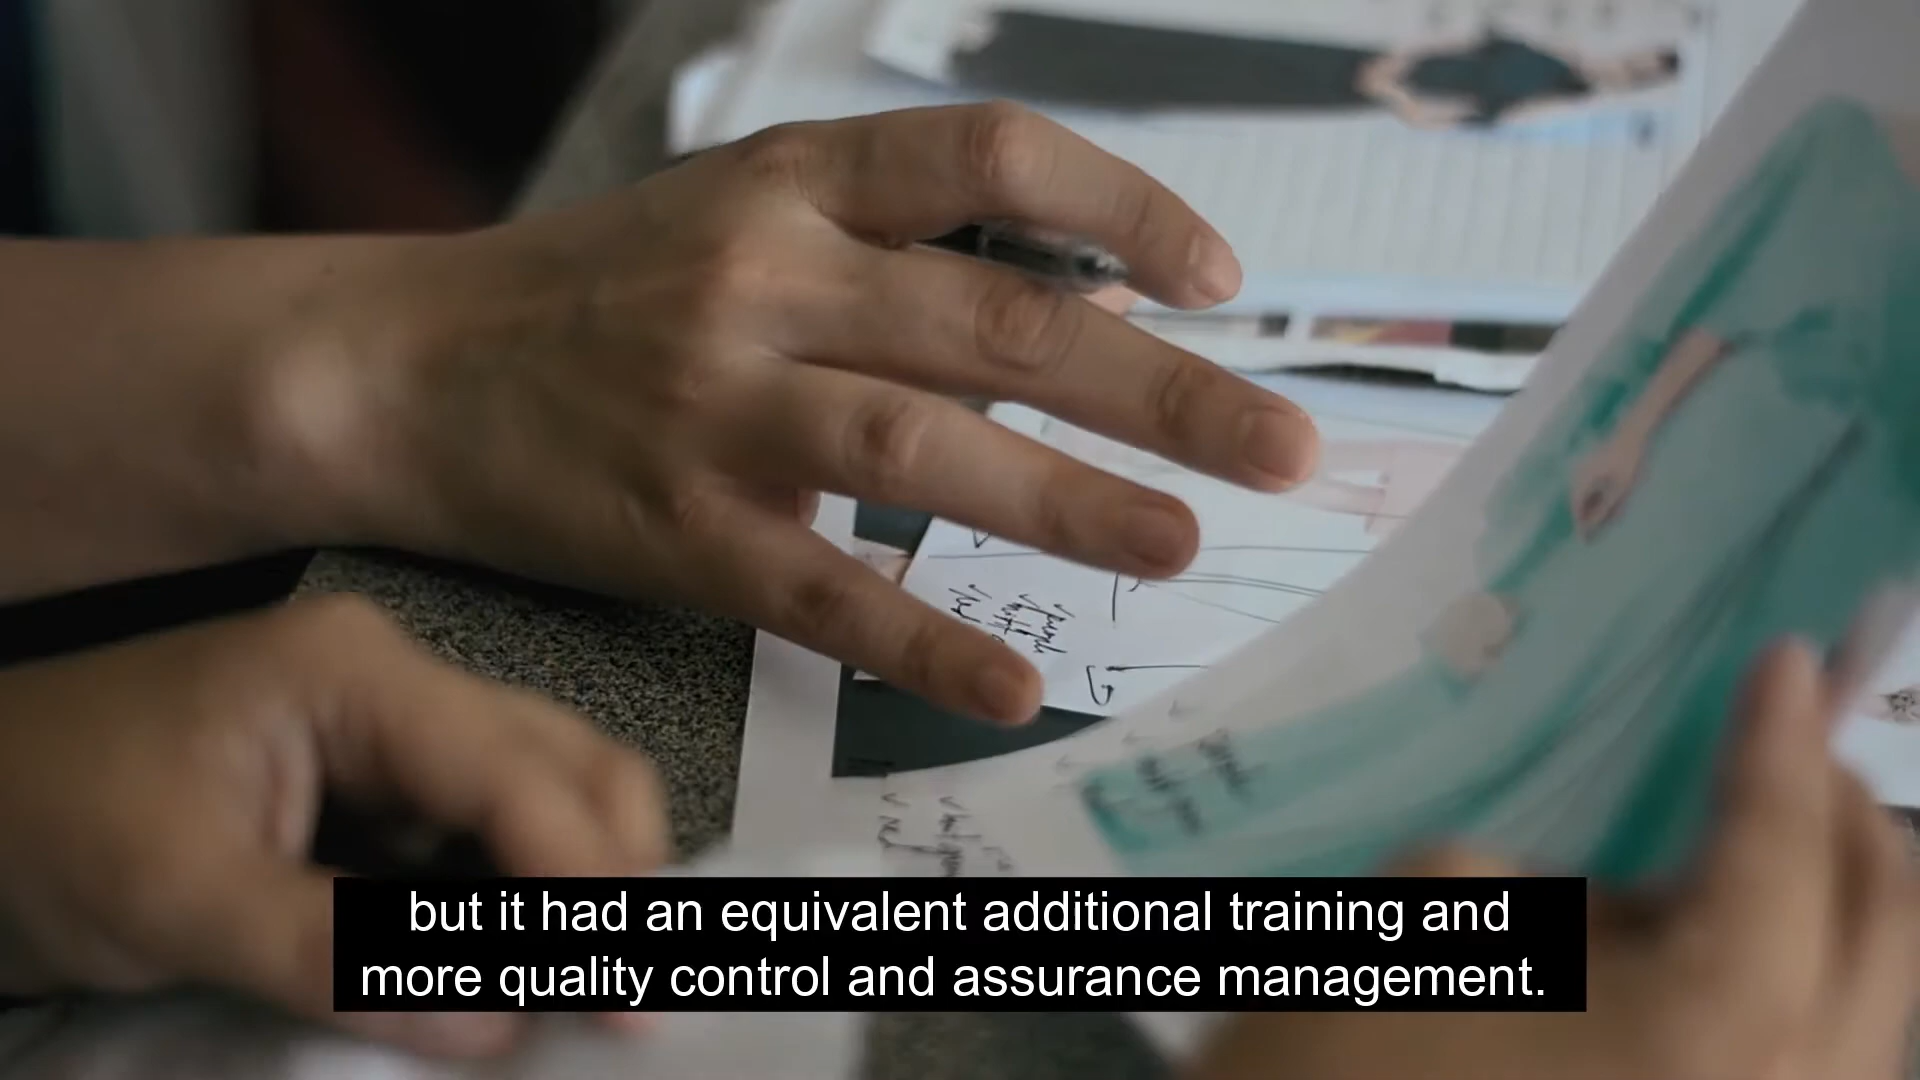 but it had an equivalent additional training and
more quality control and assurance management.